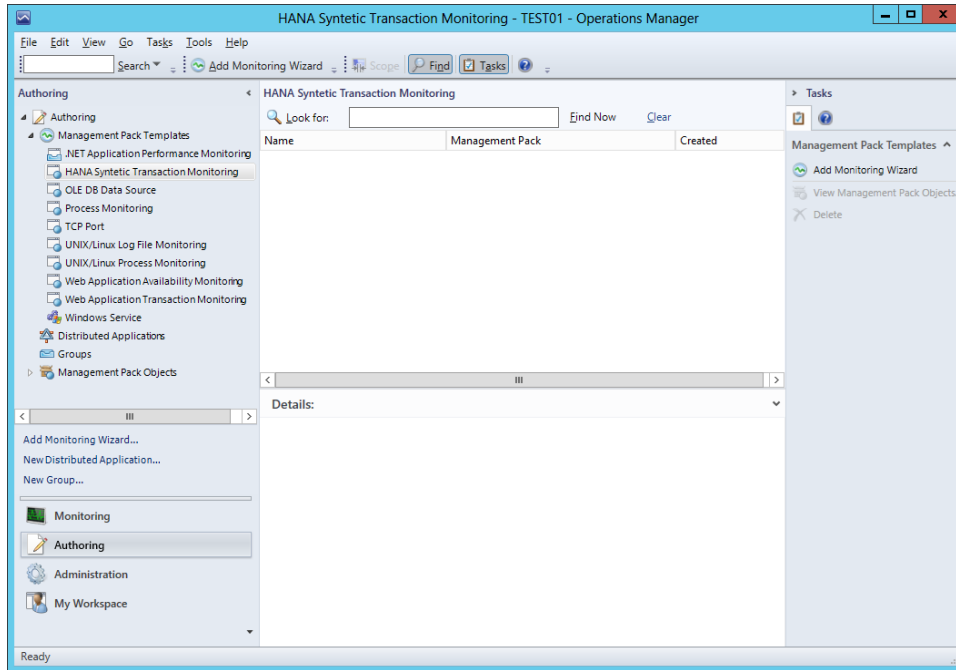 HANA Syntetic Transaction Monitoring - TEST01 - Operations Manager
File Edit View Go Tasks Tools Help
Search Add Monitoring Wizard Scope Find Tasks
Authoring
Authoring
Management Pack Templates
.NET Application Performance Monitoring
HANA Syntetic Transaction Monitoring
OLE DB Data Source
Process Monitoring
TCP Port
UNIX/Linux Log File Monitoring
UNIX/Linux Process Monitoring
Web Application Availability Monitoring
Web Application Transaction Monitoring
Windows Service
Distributed Applications
Groups
Management Pack Objects
Add Monitoring Wizard...
New Distributed Application...
New Group...
Monitoring
Authoring
Administration
My Workspace
HANA Syntetic Transaction Monitoring
Look for: Find Now Clear
Name Management Pack Created
Details:
Tasks
Management Pack Templates
Add Monitoring Wizard
View Management Pack Objects
Delete
Ready